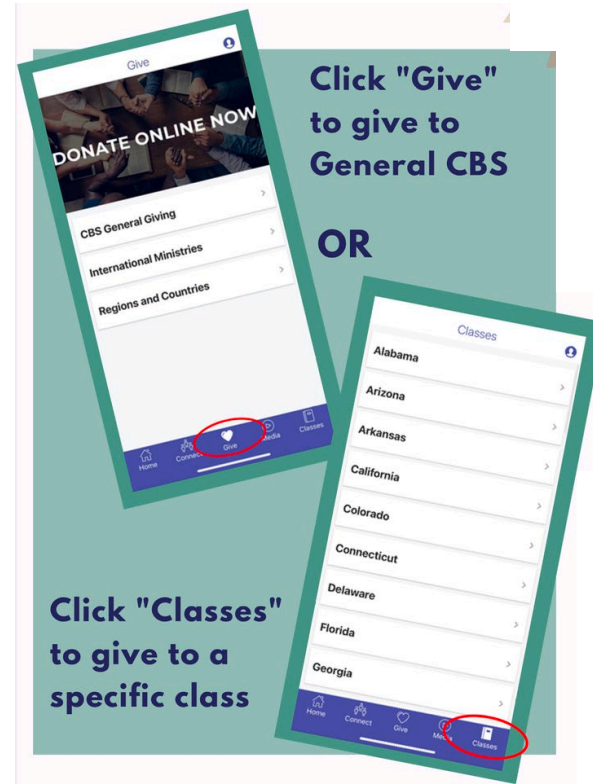 Give
DONATE ONLINE NOW
CBS General Giving
International Ministries
Regions and Countries
Home
Connect
Give
Media
Classes
Click "Give"
to give to
General CBS
OR
Classes
Alabama
Arizona
Arkansas
California
Colorado
Connecticut
Delaware
Florida
Georgia
Home
Connect
Give
Media
Classes
Click "Classes"
to give to a
specific class